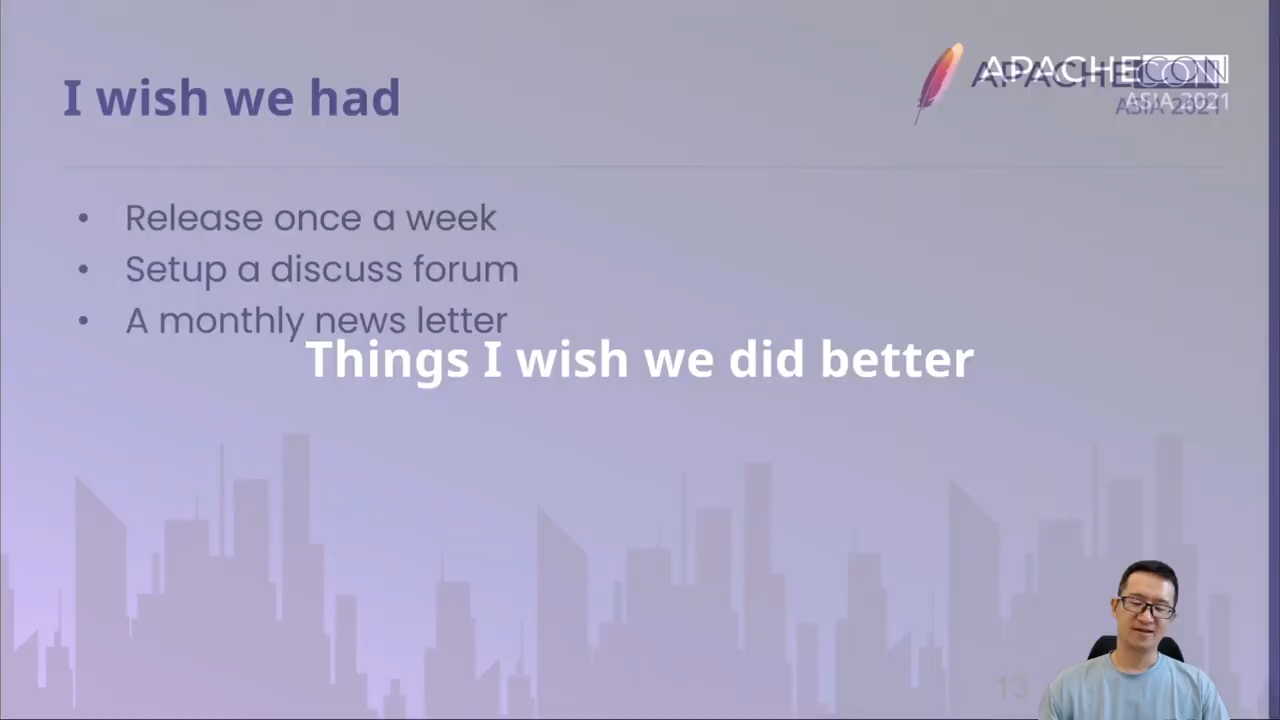 I wish we had
APACHECON
ASIA 2021
• Release once a week
• Setup a discuss forum
• A monthly news letter
Things I wish we did better
13